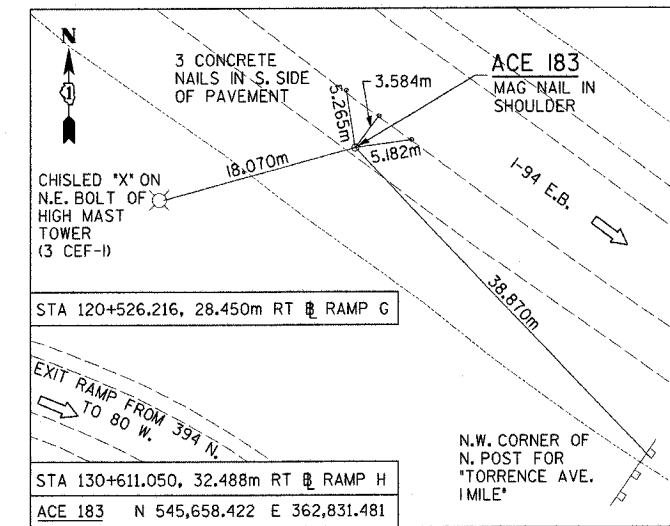 N
3 CONCRETE
NAILS IN S. SIDE
OF PAVEMENT
5.265m
3.584m
ACE 183
MAG NAIL IN
SHOULDER
5.182m
18.070m
CHISLED "X" ON
N.E. BOLT OF
HIGH MAST
TOWER
(3 CEF-1)
I-94 E.B.
38.870m
STA 120+526.216, 28.450m RT BL RAMP G
EXIT RAMP FROM 394 N.
TO 80 W.
N.W. CORNER OF
N. POST FOR
"TORRENCE AVE.
1 MILE"
STA 130+611.050, 32.488m RT BL RAMP H
ACE 183 N 545,658.422 E 362,831.481